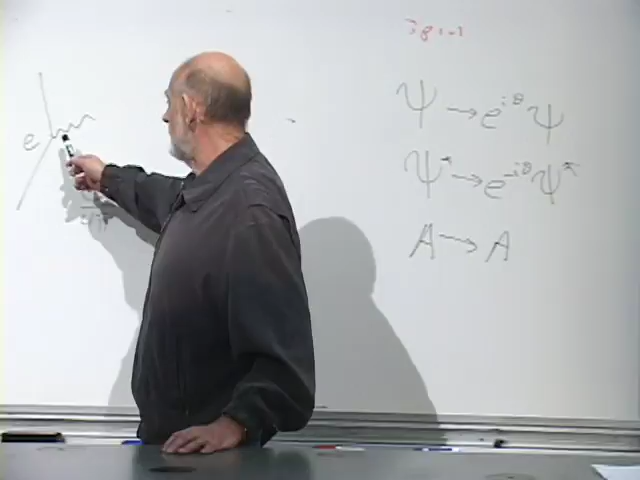 e
Ψ → e^{iθ} Ψ
Ψ* → e^{-iθ} Ψ*
A → A